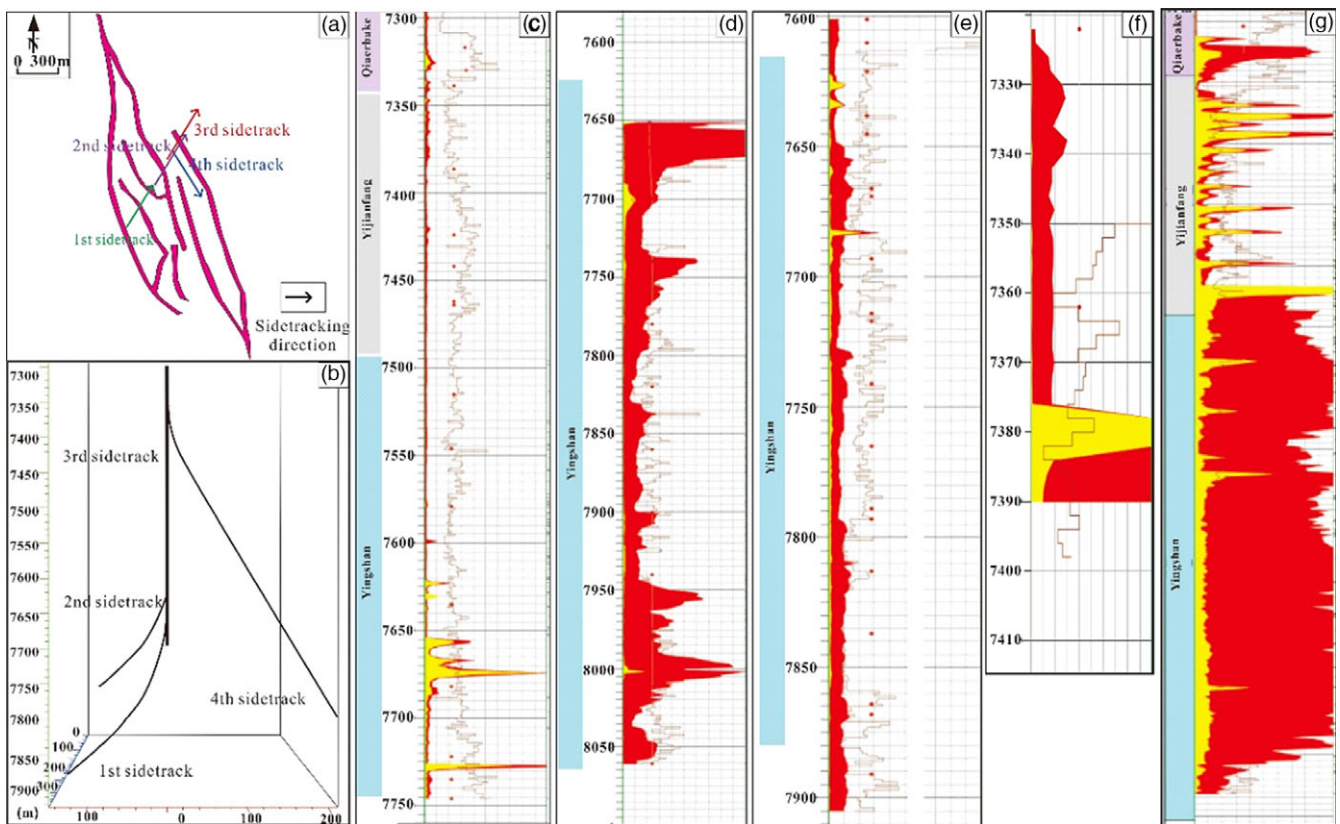 (a)
N
0 300m
3rd sidetrack
2nd sidetrack
4th sidetrack
1st sidetrack
Sidetracking
direction
(b)
7300
7350
7400
7450
7500
7550
7600
7650
7700
7750
7800
7850
7900
(m)
3rd sidetrack
2nd sidetrack
4th sidetrack
1st sidetrack
0
100
200
300
100
0
100
200
(c)
Qiaerbake
Yijianfang
Yingshan
7300
7350
7400
7450
7500
7550
7600
7650
7700
7750
(d)
Yingshan
7600
7650
7700
7750
7800
7850
7900
7950
8000
8050
(e)
Yingshan
7600
7650
7700
7750
7800
7850
7900
(f)
7330
7340
7350
7360
7370
7380
7390
7400
7410
(g)
Qiaerbake
Yijianfang
Yingshan